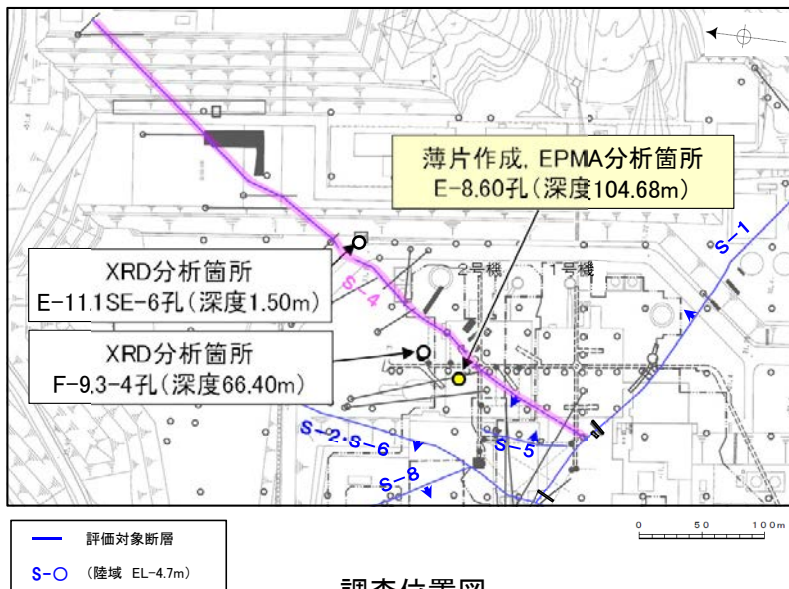 薄片作成, EPMA分析箇所
E-8.60孔(深度104.68m)
S-1
XRD分析箇所
E-11.1SE-6孔(深度1.50m)
S-4
2号機
1号機
XRD分析箇所
F-9.3-4孔(深度66.40m)
S-2・S-6
S-5
S-8
0 50 100m
評価対象断層
S-○ (陸域 EL-4.7m)